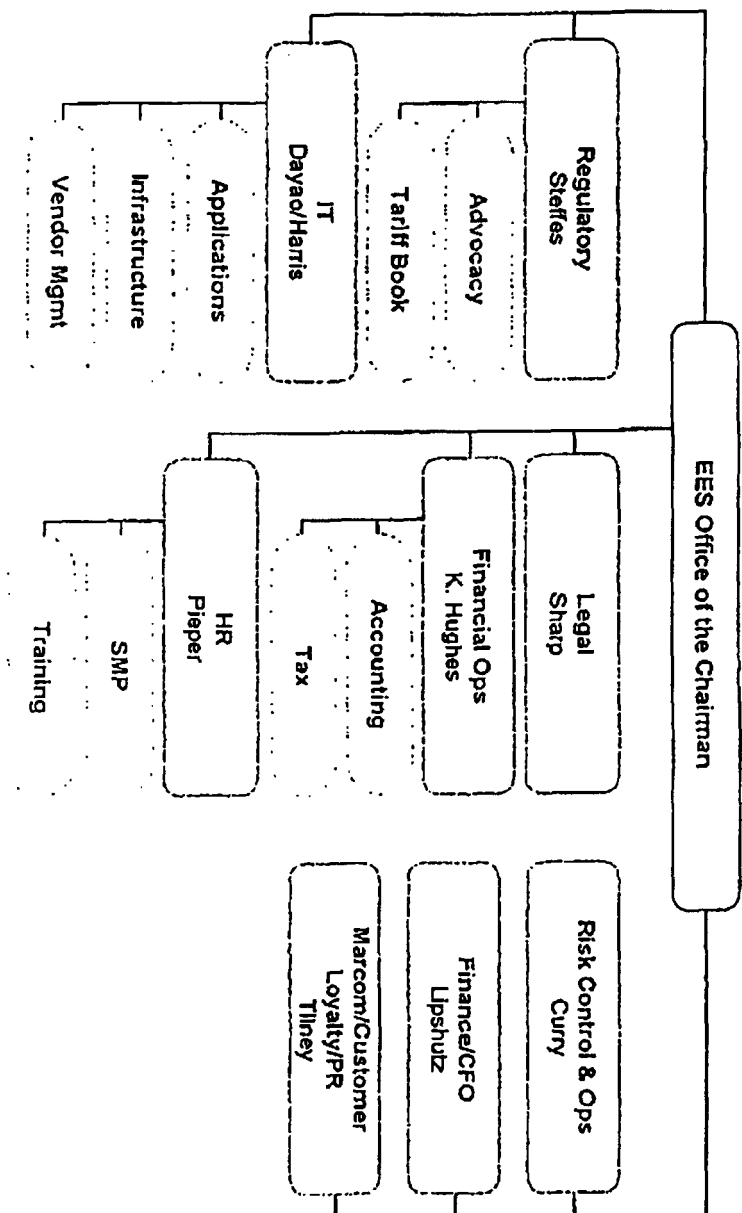 EES Office of the Chairman
Regulatory
Steffes
Advocacy
Tariff Book
IT
Dayao/Harris
Applications
Infrastructure
Vendor Mgmt
Legal
Sharp
Financial Ops
K. Hughes
Accounting
Tax
HR
Pieper
SMP
Training
Risk Control & Ops
Curry
Finance/CFO
Lipshutz
Marcom/Customer
Loyalty/PR
Tilney